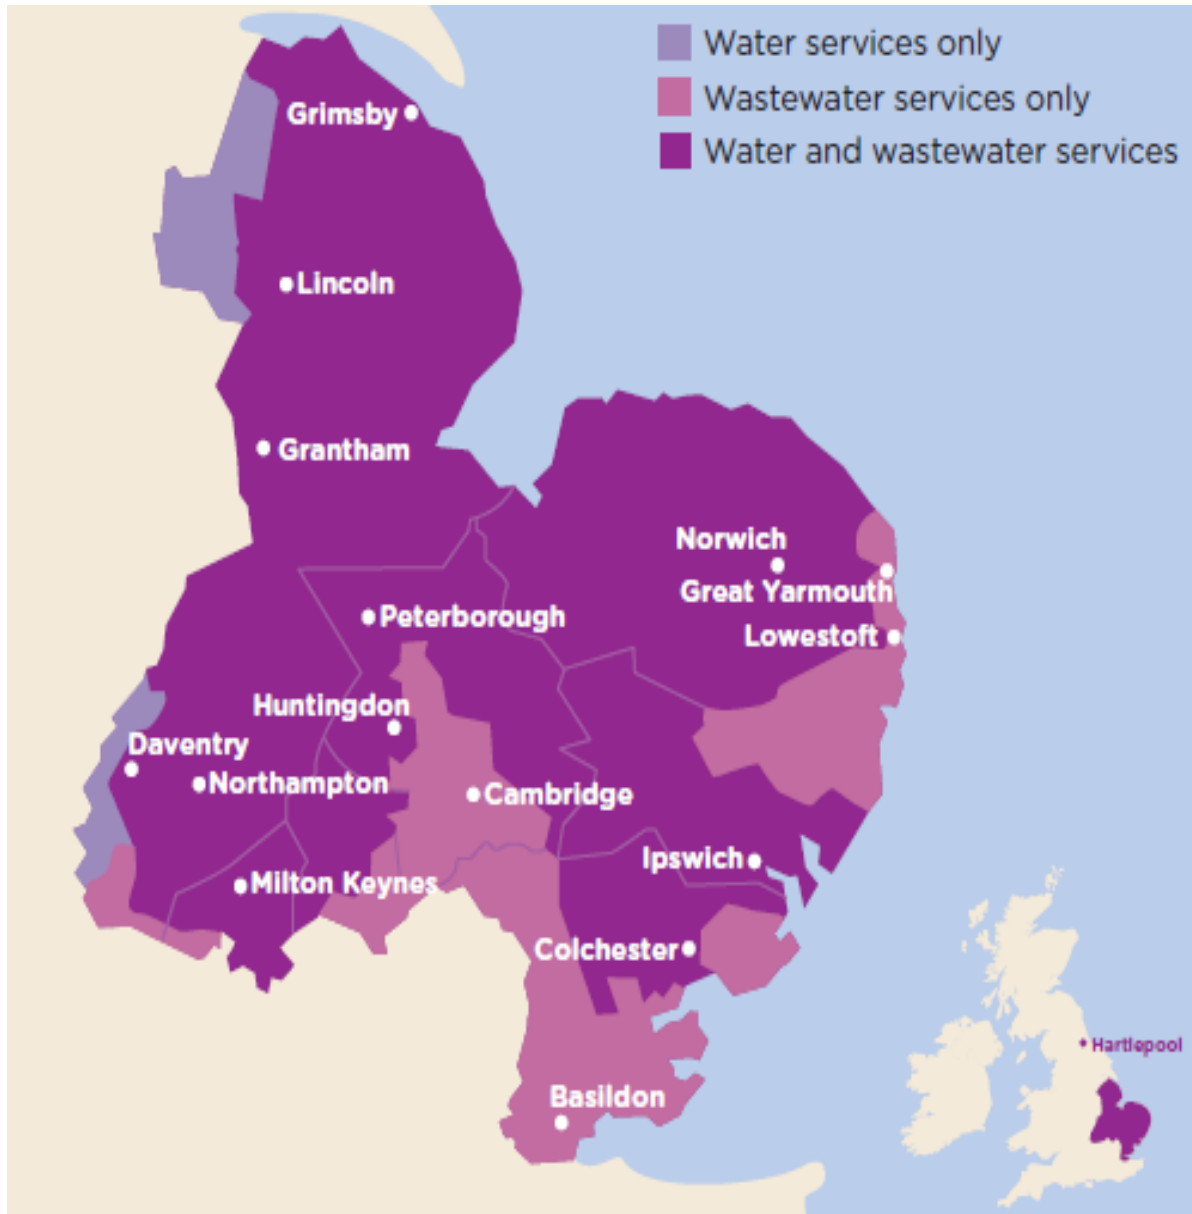 Water services only
Wastewater services only
Water and wastewater services
Grimsby
Lincoln
Grantham
Norwich
Great Yarmouth
Peterborough
Lowestoft
Huntingdon
Daventry
Northampton
Cambridge
Ipswich
Milton Keynes
Colchester
Hartlepool
Basildon